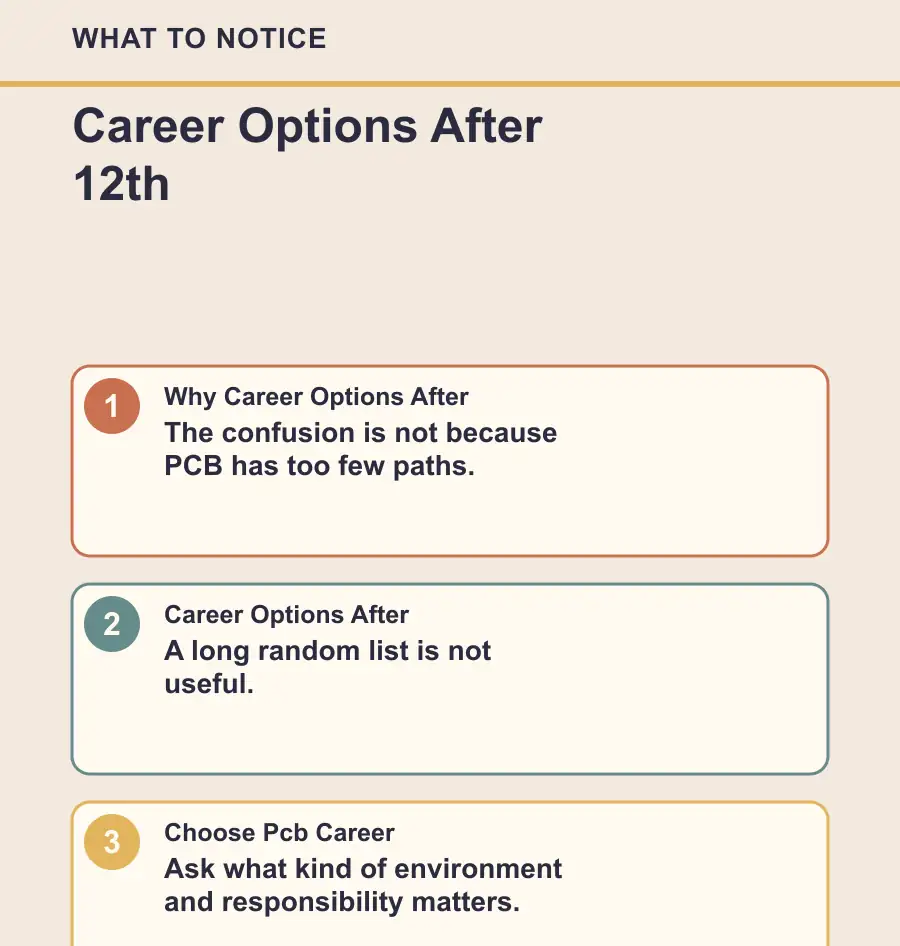 WHAT TO NOTICE
Career Options After
12th
1
Why Career Options After
The confusion is not because
PCB has too few paths.
2
Career Options After
A long random list is not
useful.
3
Choose Pcb Career
Ask what kind of environment
and responsibility matters.